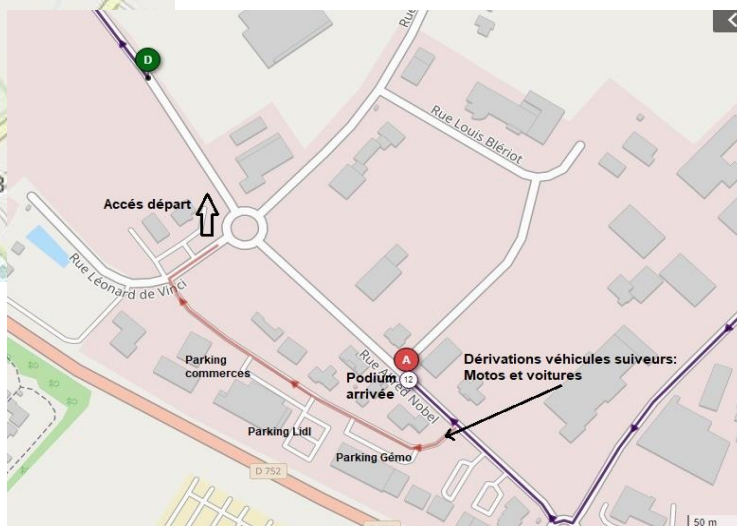 D
Rue Louis Blériot
Accés départ
Rue Léonard de Vinci
A
12
Podium
arrivée
Rue Alfred Nobel
Dérivations véhicules suiveurs:
Motos et voitures
Parking
commerces
Parking Lidl
Parking Gémo
D 752
50 m